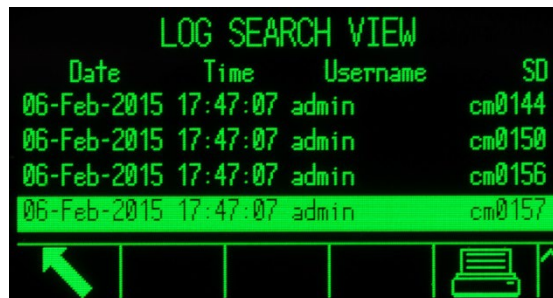 LOG SEARCH VIEW
Date Time Username SD
06-Feb-2015 17:47:07 admin cm0144
06-Feb-2015 17:47:07 admin cm0150
06-Feb-2015 17:47:07 admin cm0156
06-Feb-2015 17:47:07 admin cm0157